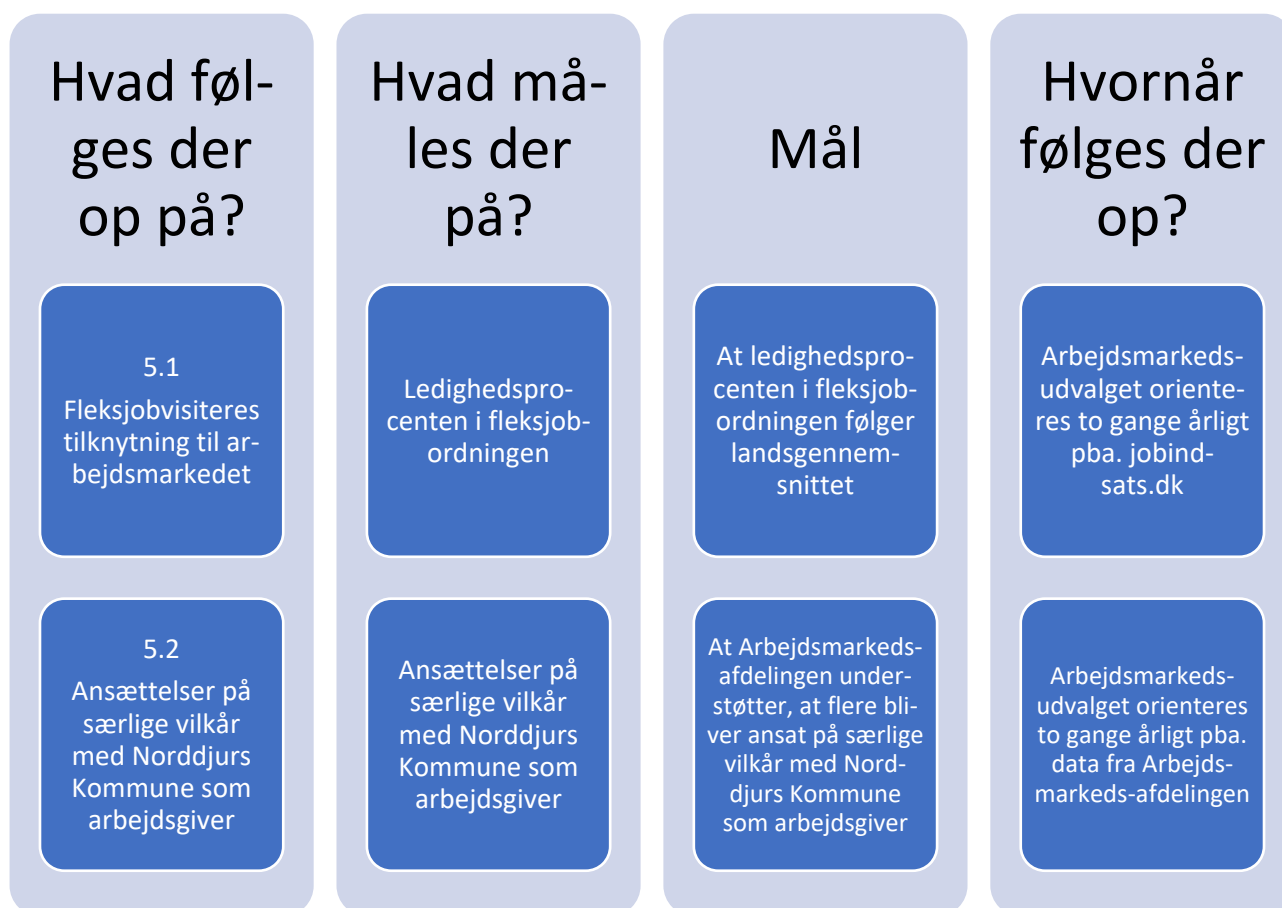 Hvad føl-
ges der
op på?
5.1
Fleksjobvisiteres
tilknytning til ar-
bejdsmarkedet
5.2
Ansættelser på
særlige vilkår
med Norddjurs
Kommune som
arbejdsgiver
Hvad må-
les der
på?
Ledighedspro-
centen i fleksjob-
ordningen
Ansættelser på
særlige vilkår
med Norddjurs
Kommune som
arbejdsgiver
Mål
At ledighedspro-
centen i fleksjob-
ordningen følger
landsgennem-
snittet
At Arbejdsmarkeds-
afdelingen under-
støtter, at flere bli-
ver ansat på særlige
vilkår med Nord-
djurs Kommune
som arbejdsgiver
Hvornår
følges der
op?
Arbejdsmarkeds-
udvalget oriente-
res to gange årligt
pba. jobind-
sats.dk
Arbejdsmarkeds-
udvalget orienteres
to gange årligt pba.
data fra Arbejds-
markeds-afdelingen